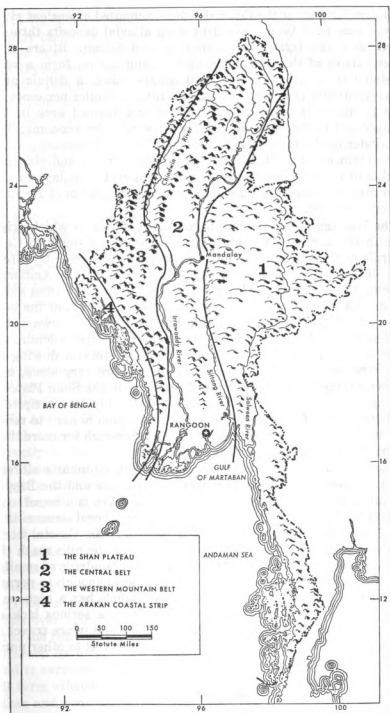 92 96 100
28
24
20
16
12
Chindwin River
2
3
Mandalay
1
4
Irrawaddy River
Sittang River
Salween River
BAY OF BENGAL
RANGOON
GULF
OF MARTABAN
ANDAMAN SEA
1 THE SHAN PLATEAU
2 THE CENTRAL BELT
3 THE WESTERN MOUNTAIN BELT
4 THE ARAKAN COASTAL STRIP
0 50 100 150
Statute Miles
28
24
20
16
12
92 96 100